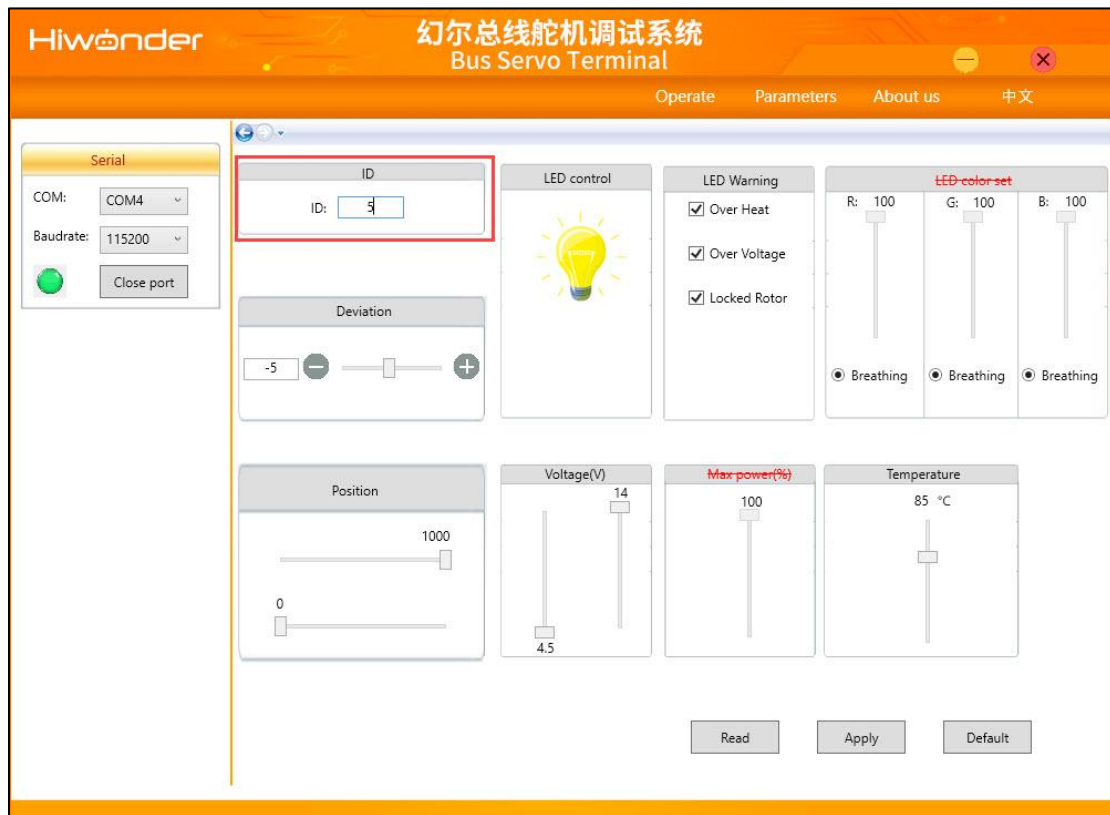 Hiwonder
幻尔总线舵机调试系统
Bus Servo Terminal
Operate Parameters About us 中文
Serial
COM: COM4
Baudrate: 115200
Close port
ID
ID: 5
Deviation
-5
LED control
LED Warning
Over Heat
Over Voltage
Locked Rotor
LED color set
R: 100 G: 100 B: 100
Breathing Breathing Breathing
Position
1000
0
Voltage(V)
14
4.5
Max power(%)
100
Temperature
85 °C
Read Apply Default